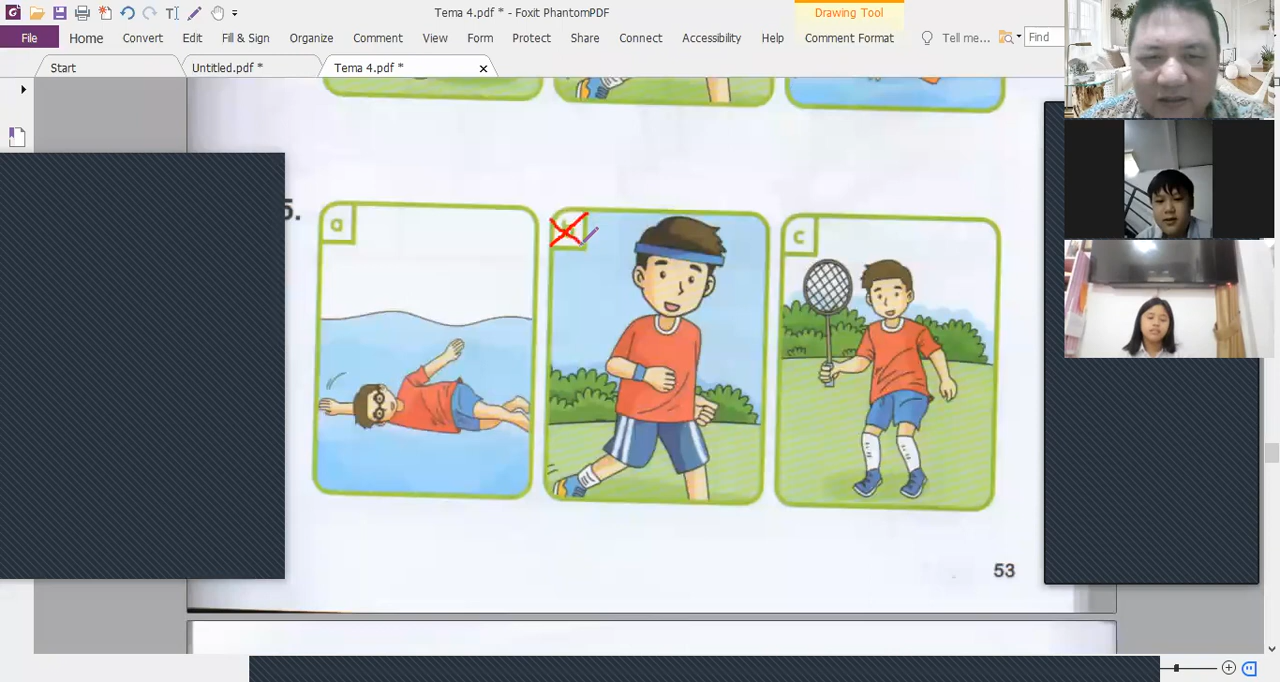 Tema 4.pdf * - Foxit PhantomPDF
Drawing Tool
File Home Convert Edit Fill & Sign Organize Comment View Form Protect Share Connect Accessibility Help Comment Format Tell me... Find
Start Untitled.pdf * Tema 4.pdf *
5.
a
c
53